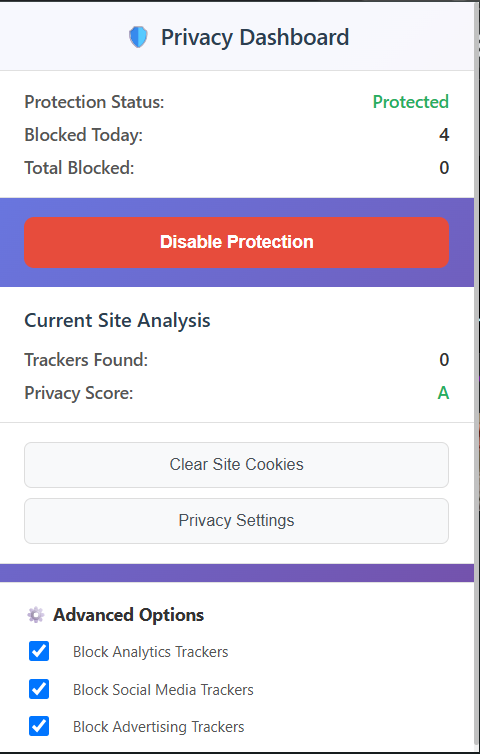 Privacy Dashboard
Protection Status: Protected
Blocked Today: 4
Total Blocked: 0
Disable Protection
Current Site Analysis
Trackers Found: 0
Privacy Score: A
Clear Site Cookies
Privacy Settings
Advanced Options
Block Analytics Trackers
Block Social Media Trackers
Block Advertising Trackers